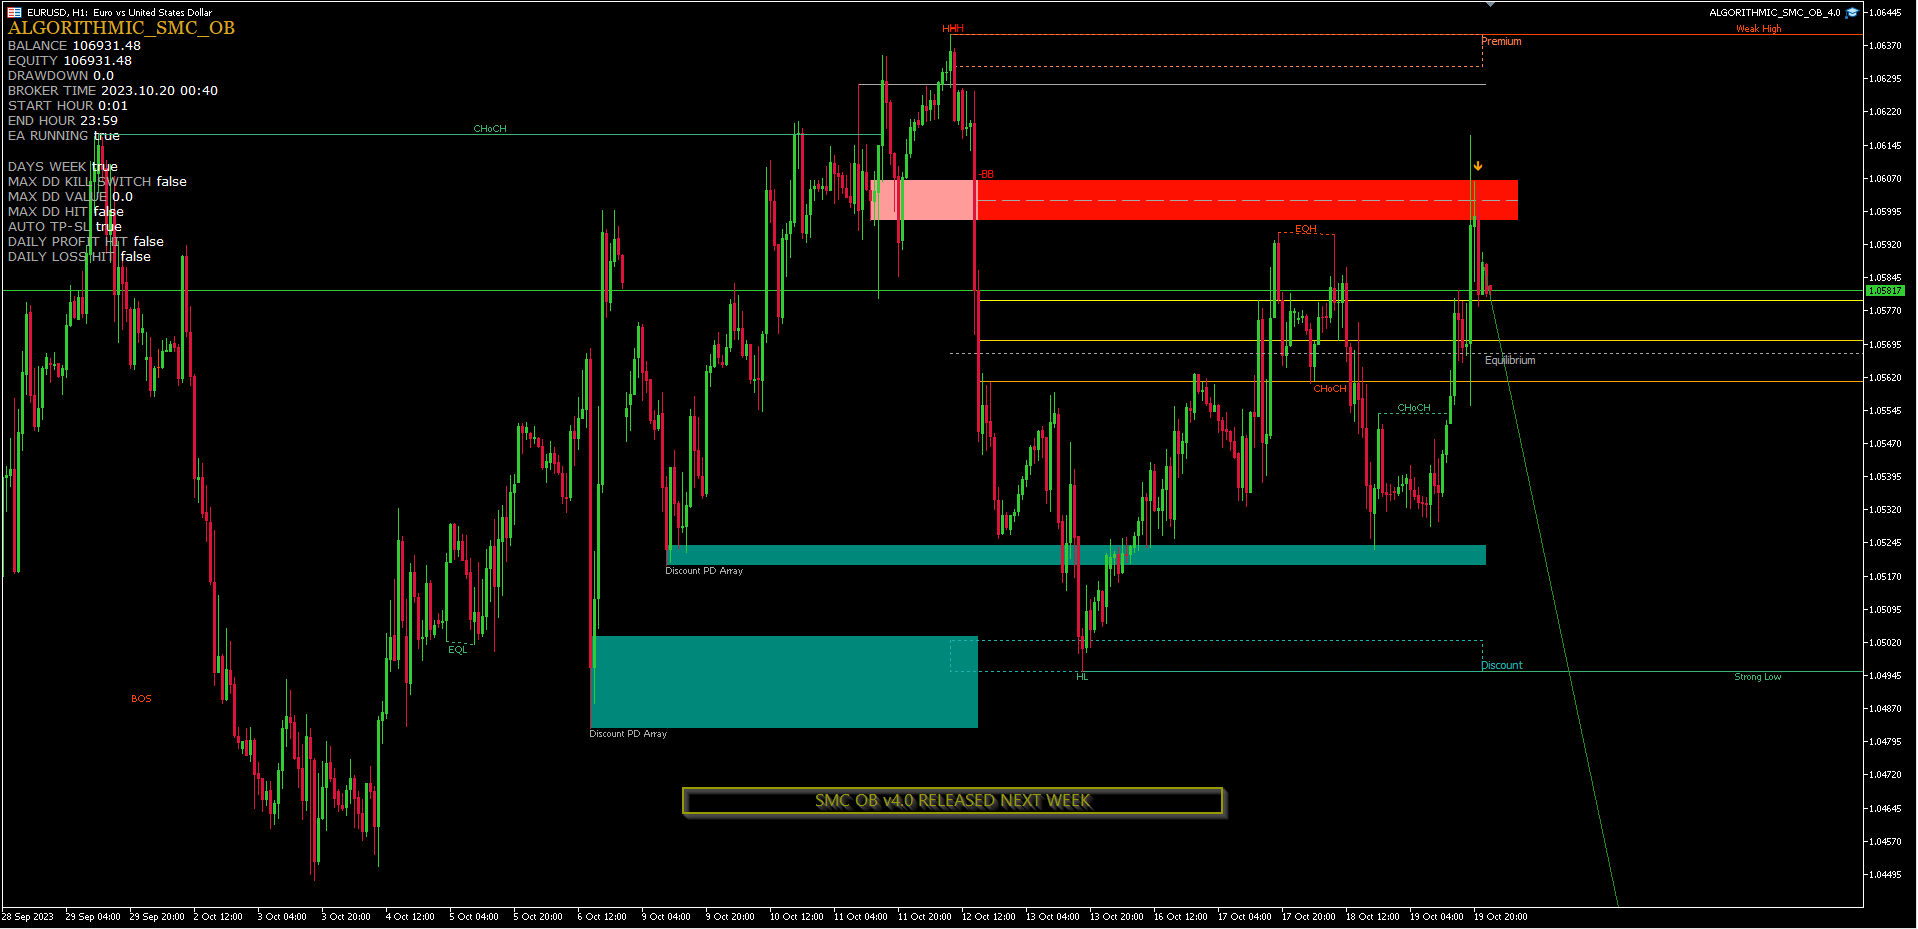 EURUSD, H1: Euro vs United States Dollar
ALGORITHMIC_SMC_OB_4.0
ALGORITHMIC_SMC_OB
BALANCE 106931.48
EQUITY 106931.48
DRAWDOWN 0.0
BROKER TIME 2023.10.20 00:40
START HOUR 0:01
END HOUR 23:59
EA RUNNING true
DAYS WEEK true
MAX DD KILL SWITCH false
MAX DD VALUE 0.0
MAX DD HIT false
AUTO TP-SL true
DAILY PROFIT HIT false
DAILY LOSS HIT false
HHH
Weak High
Premium
CHoCH
-BB
EQH
Equilibrium
CHoCH
CHoCH
Discount PD Array
EQL
Discount
HL
Strong Low
BOS
Discount PD Array
SMC OB v4.0 RELEASED NEXT WEEK
1.06445
1.06370
1.06295
1.06220
1.06145
1.06070
1.05995
1.05920
1.05845
1.05817
1.05770
1.05695
1.05620
1.05545
1.05470
1.05395
1.05320
1.05245
1.05170
1.05095
1.05020
1.04945
1.04870
1.04795
1.04720
1.04645
1.04570
1.04495
28 Sep 2023 29 Sep 04:00 29 Sep 20:00 2 Oct 12:00 3 Oct 04:00 3 Oct 20:00 4 Oct 12:00 5 Oct 04:00 5 Oct 20:00 6 Oct 12:00 9 Oct 04:00 9 Oct 20:00 10 Oct 12:00 11 Oct 04:00 11 Oct 20:00 12 Oct 12:00 13 Oct 04:00 13 Oct 20:00 16 Oct 12:00 17 Oct 04:00 17 Oct 20:00 18 Oct 12:00 19 Oct 04:00 19 Oct 20:00